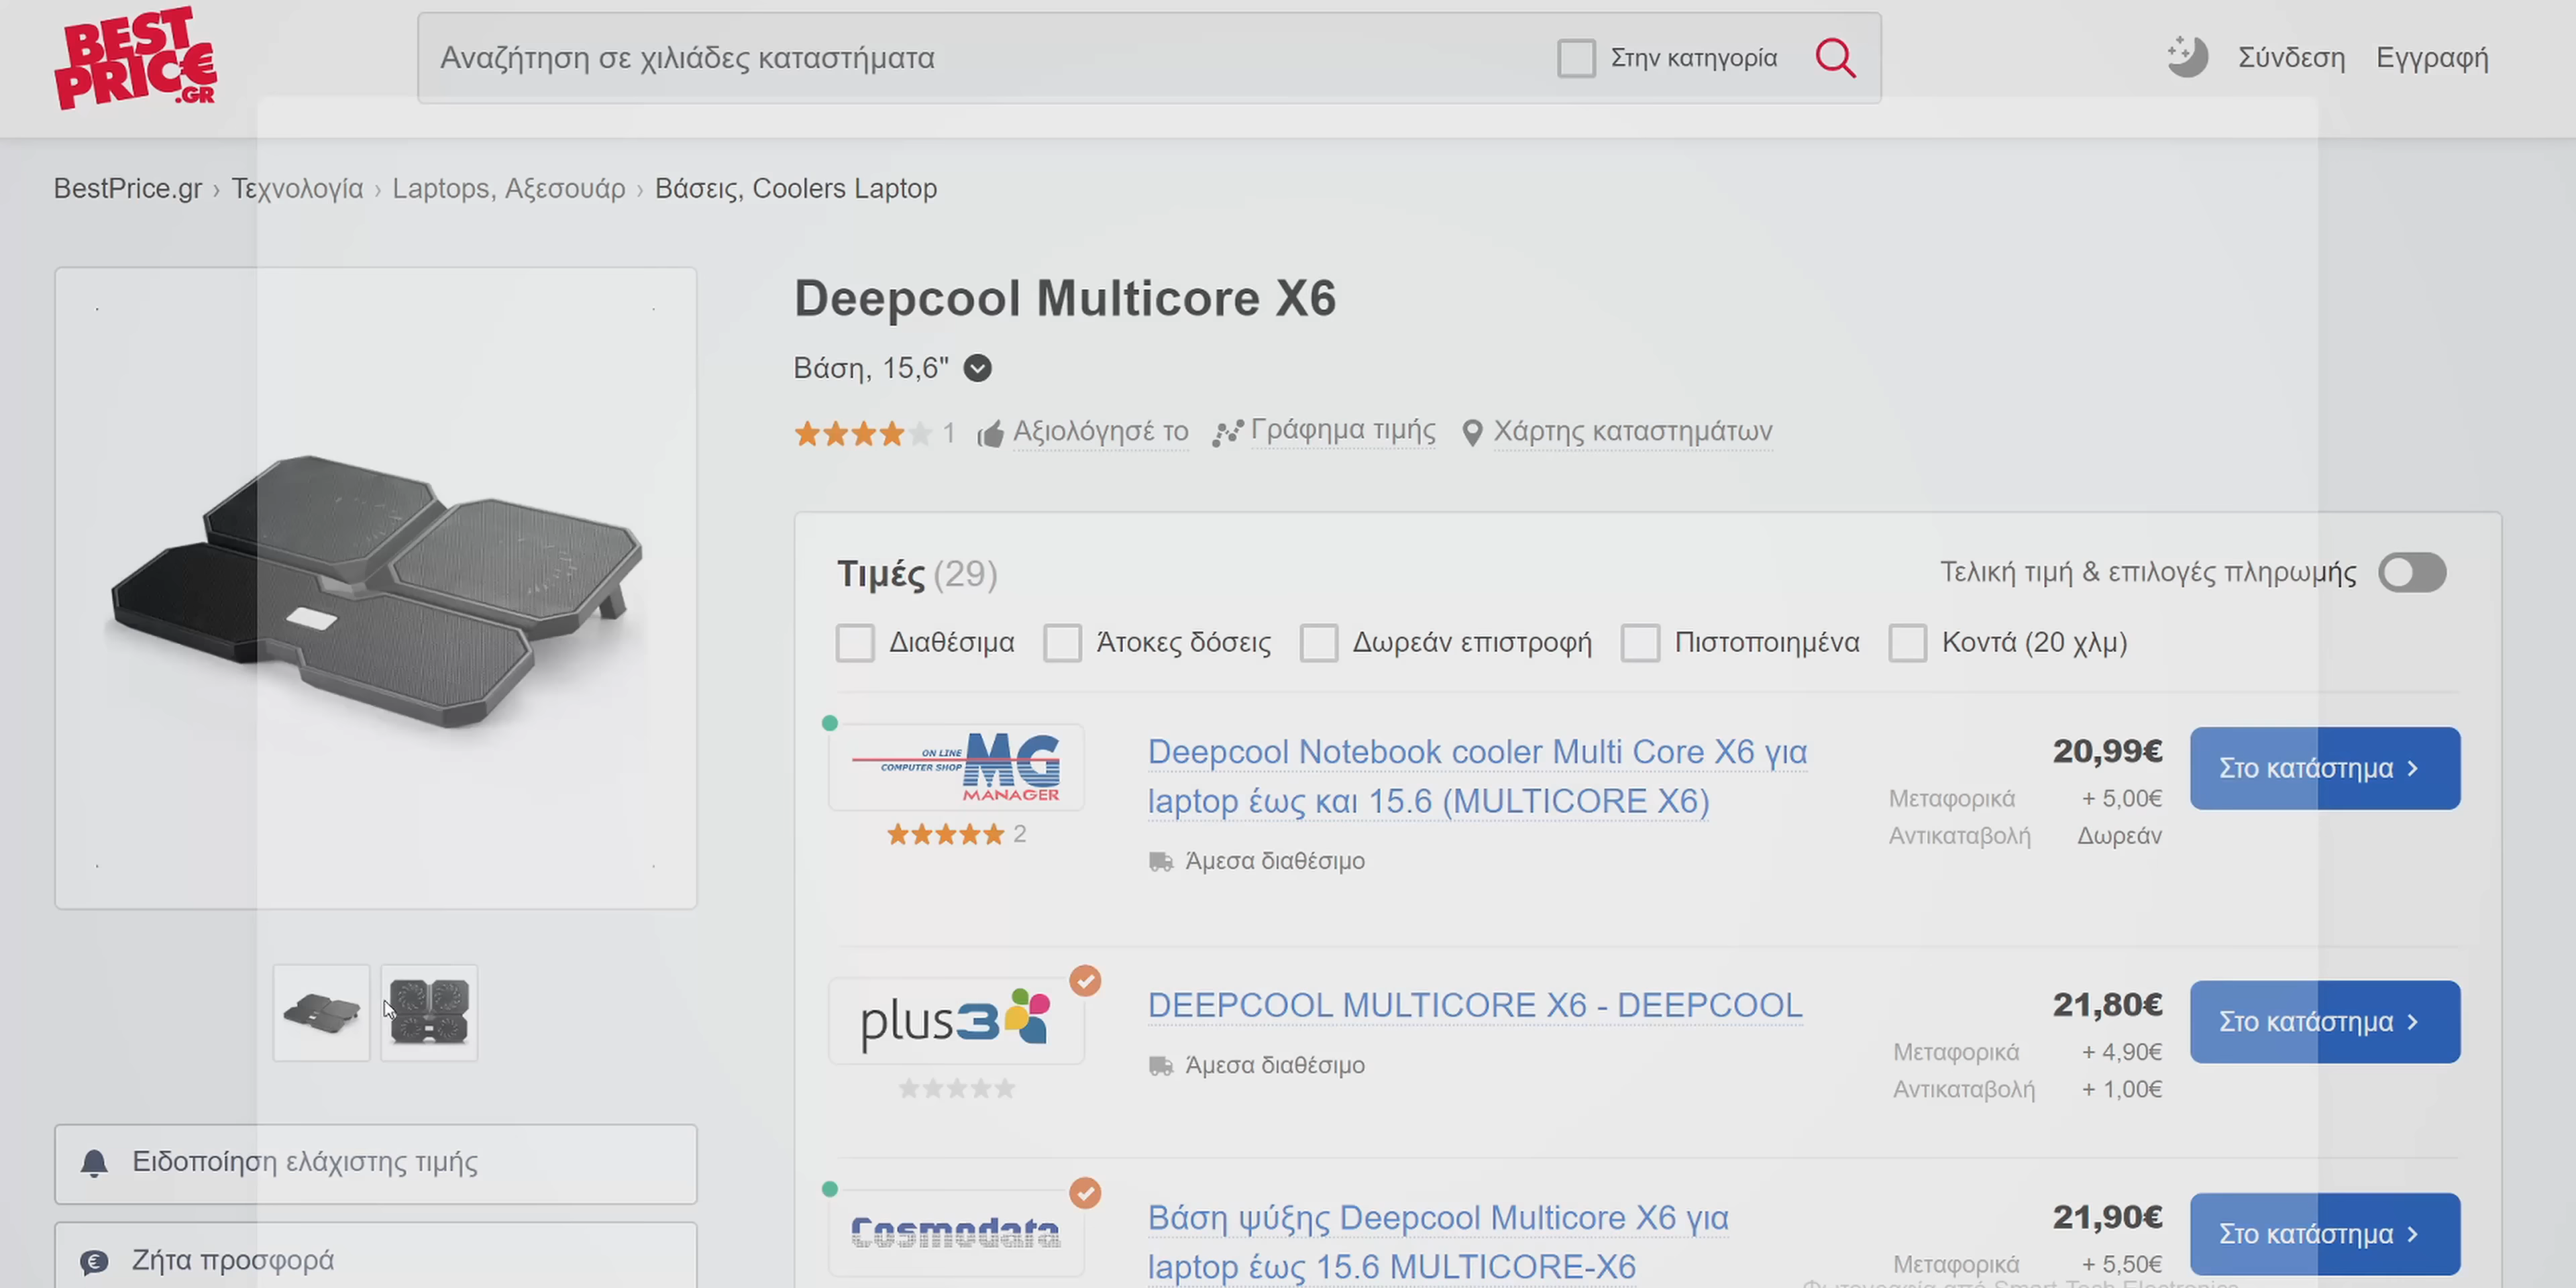 BEST
PRIC€
.GR
Αναζήτηση σε χιλιάδες καταστήματα
Στην κατηγορία
Σύνδεση
Εγγραφή
BestPrice.gr › Τεχνολογία › Laptops, Αξεσουάρ › Βάσεις, Coolers Laptop
Deepcool Multicore X6
Βάση, 15,6"
1 Αξιολόγησέ το Γράφημα τιμής Χάρτης καταστημάτων
Τιμές (29)
Τελική τιμή & επιλογές πληρωμής
Διαθέσιμα Άτοκες δόσεις Δωρεάν επιστροφή Πιστοποιημένα Κοντά (20 χλμ)
ON LINE
COMPUTER SHOP
MG
MANAGER
2
Deepcool Notebook cooler Multi Core X6 για
laptop έως και 15.6 (MULTICORE X6)
Άμεσα διαθέσιμο
20,99€
Μεταφορικά + 5,00€
Αντικαταβολή Δωρεάν
Στο κατάστημα
plus3
DEEPCOOL MULTICORE X6 - DEEPCOOL
Άμεσα διαθέσιμο
21,80€
Μεταφορικά + 4,90€
Αντικαταβολή + 1,00€
Στο κατάστημα
Cosmodata
Βάση ψύξης Deepcool Multicore X6 για
laptop έως 15.6 MULTICORE-X6
21,90€
Μεταφορικά + 5,50€
Στο κατάστημα
Φωτογραφία από Smart Tech Electronics
Ειδοποίηση ελάχιστης τιμής
Ζήτα προσφορά